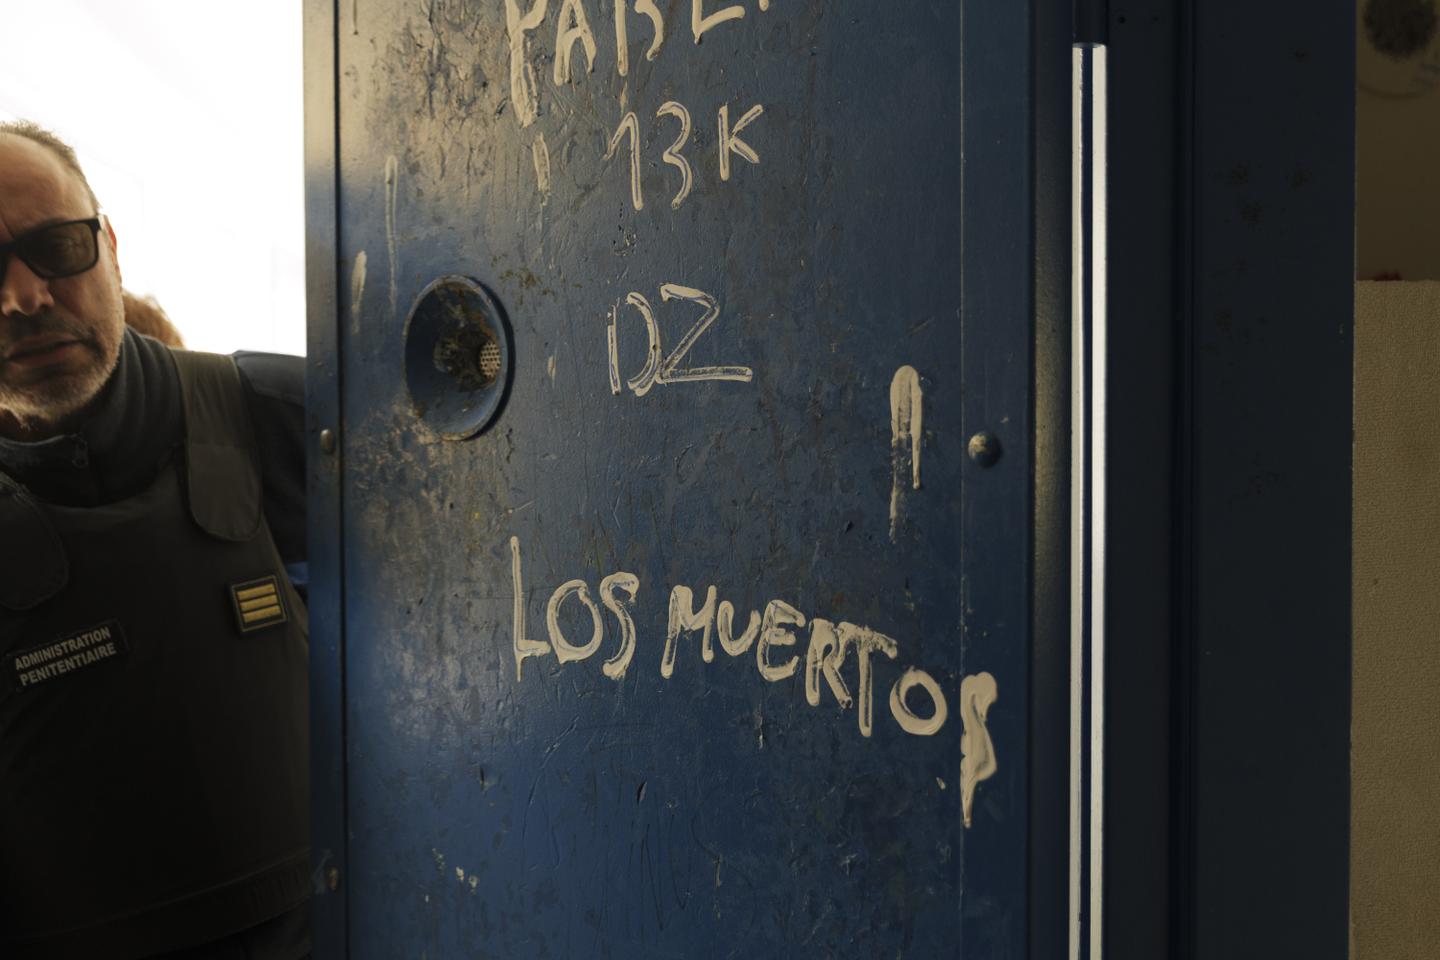 13K
DZ
LOS MUERTOS
ADMINISTRATION
PENITENTIAIRE